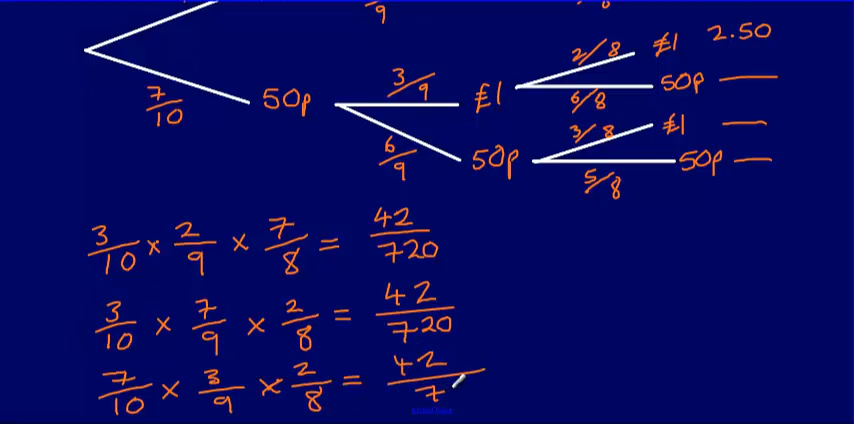 9
2/8 £1 2.50
7/10 50p 3/9 £1 6/8 50p
6/9 50p 3/8 £1
5/8 50p
3/10 × 2/9 × 7/8 = 42/720
3/10 × 7/9 × 2/8 = 42/720
7/10 × 3/9 × 2/8 = 42/7